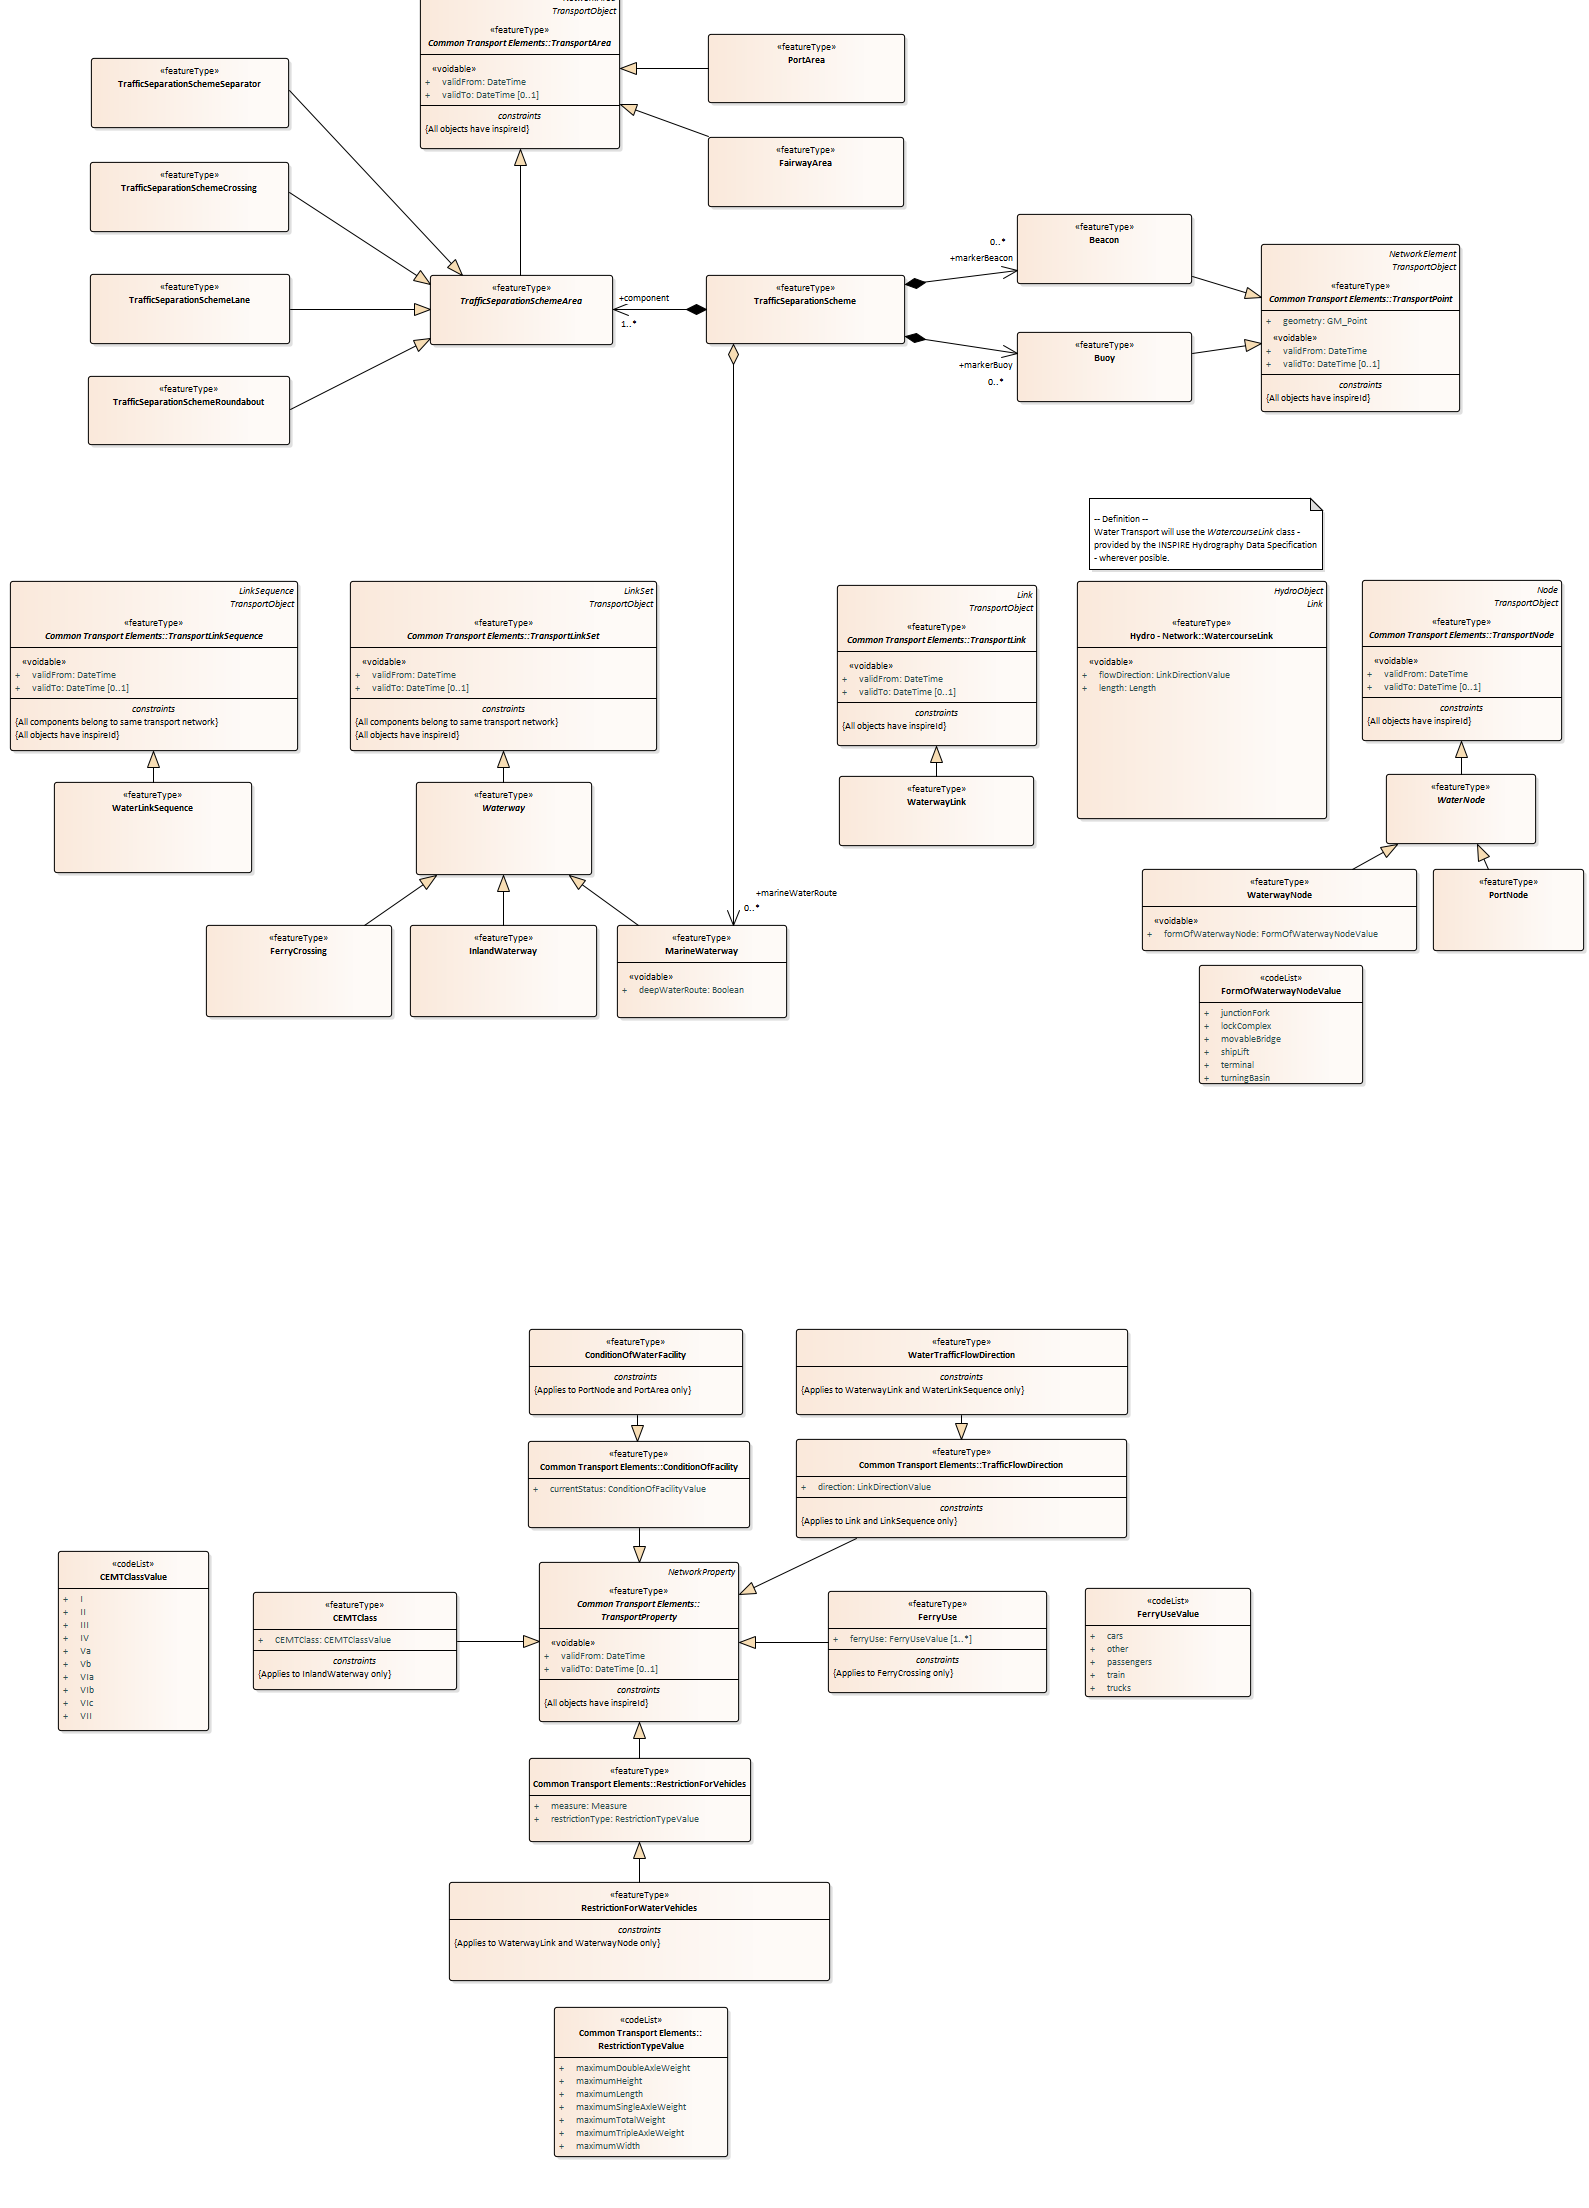 TransportObject
«featureType»
Common Transport Elements::TransportArea
«voidable»
+ validFrom: DateTime
+ validTo: DateTime [0..1]
constraints
{All objects have inspireId}
«featureType»
PortArea
«featureType»
FairwayArea
«featureType»
TrafficSeparationSchemeSeparator
«featureType»
TrafficSeparationSchemeCrossing
«featureType»
TrafficSeparationSchemeLane
«featureType»
TrafficSeparationSchemeRoundabout
«featureType»
TrafficSeparationSchemeArea
+component
1..*
«featureType»
TrafficSeparationScheme
0..*
+markerBeacon
+markerBuoy
0..*
«featureType»
Beacon
«featureType»
Buoy
NetworkElement
TransportObject
«featureType»
Common Transport Elements::TransportPoint
+ geometry: GM_Point
«voidable»
+ validFrom: DateTime
+ validTo: DateTime [0..1]
constraints
{All objects have inspireId}
-- Definition --
Water Transport will use the WatercourseLink class -
provided by the INSPIRE Hydrography Data Specification
- wherever posible.
LinkSequence
TransportObject
«featureType»
Common Transport Elements::TransportLinkSequence
«voidable»
+ validFrom: DateTime
+ validTo: DateTime [0..1]
constraints
{All components belong to same transport network}
{All objects have inspireId}
«featureType»
WaterLinkSequence
LinkSet
TransportObject
«featureType»
Common Transport Elements::TransportLinkSet
«voidable»
+ validFrom: DateTime
+ validTo: DateTime [0..1]
constraints
{All components belong to same transport network}
{All objects have inspireId}
«featureType»
Waterway
Link
TransportObject
«featureType»
Common Transport Elements::TransportLink
«voidable»
+ validFrom: DateTime
+ validTo: DateTime [0..1]
constraints
{All objects have inspireId}
«featureType»
WaterwayLink
HydroObject
Link
«featureType»
Hydro - Network::WatercourseLink
«voidable»
+ flowDirection: LinkDirectionValue
+ length: Length
Node
TransportObject
«featureType»
Common Transport Elements::TransportNode
«voidable»
+ validFrom: DateTime
+ validTo: DateTime [0..1]
constraints
{All objects have inspireId}
«featureType»
WaterNode
+marineWaterRoute
0..*
«featureType»
FerryCrossing
«featureType»
InlandWaterway
«featureType»
MarineWaterway
«voidable»
+ deepWaterRoute: Boolean
«featureType»
WaterwayNode
«voidable»
+ formOfWaterwayNode: FormOfWaterwayNodeValue
«featureType»
PortNode
«codeList»
FormOfWaterwayNodeValue
+ junctionFork
+ lockComplex
+ movableBridge
+ shipLift
+ terminal
+ turningBasin
«featureType»
ConditionOfWaterFacility
constraints
{Applies to PortNode and PortArea only}
«featureType»
WaterTrafficFlowDirection
constraints
{Applies to WaterwayLink and WaterLinkSequence only}
«featureType»
Common Transport Elements::ConditionOfFacility
+ currentStatus: ConditionOfFacilityValue
«featureType»
Common Transport Elements::TrafficFlowDirection
+ direction: LinkDirectionValue
constraints
{Applies to Link and LinkSequence only}
«codeList»
CEMTClassValue
+ I
+ II
+ III
+ IV
+ Va
+ Vb
+ VIa
+ VIb
+ VIc
+ VII
«featureType»
CEMTClass
+ CEMTClass: CEMTClassValue
constraints
{Applies to InlandWaterway only}
NetworkProperty
«featureType»
Common Transport Elements::
TransportProperty
«voidable»
+ validFrom: DateTime
+ validTo: DateTime [0..1]
constraints
{All objects have inspireId}
«featureType»
FerryUse
+ ferryUse: FerryUseValue [1..*]
constraints
{Applies to FerryCrossing only}
«codeList»
FerryUseValue
+ cars
+ other
+ passengers
+ train
+ trucks
«featureType»
Common Transport Elements::RestrictionForVehicles
+ measure: Measure
+ restrictionType: RestrictionTypeValue
«featureType»
RestrictionForWaterVehicles
constraints
{Applies to WaterwayLink and WaterwayNode only}
«codeList»
Common Transport Elements::
RestrictionTypeValue
+ maximumDoubleAxleWeight
+ maximumHeight
+ maximumLength
+ maximumSingleAxleWeight
+ maximumTotalWeight
+ maximumTripleAxleWeight
+ maximumWidth